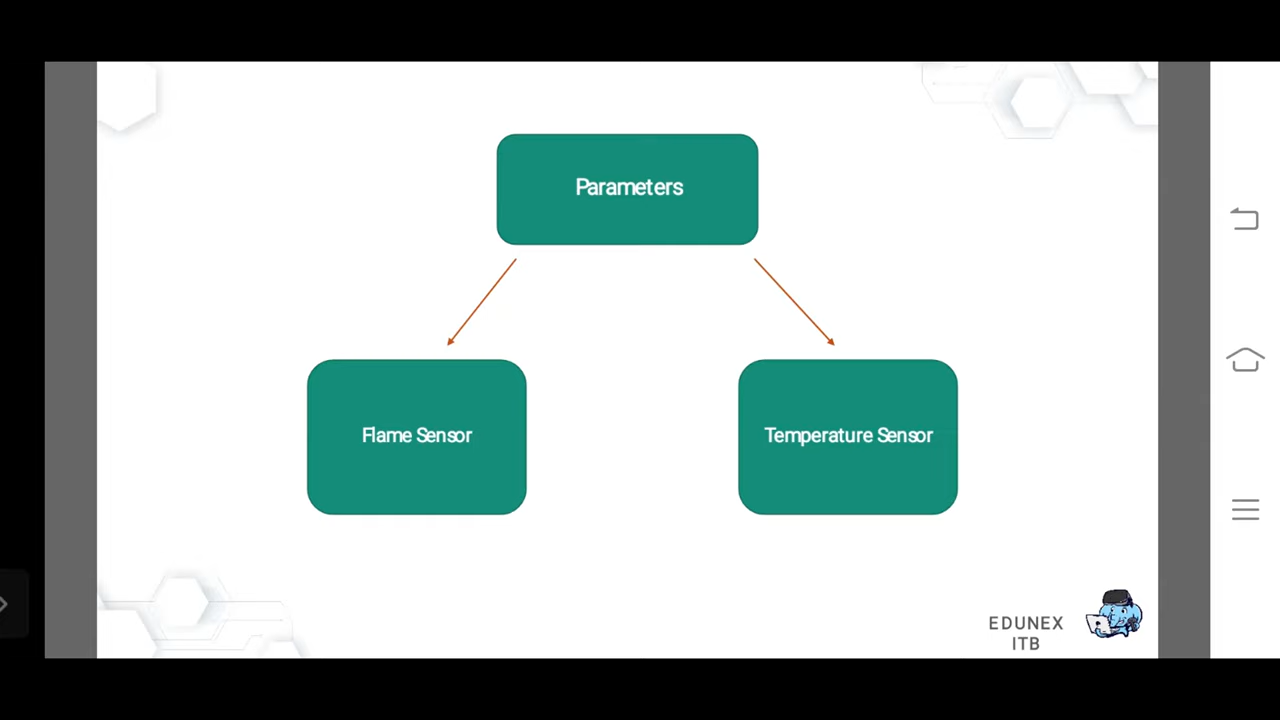 Parameters
Flame Sensor
Temperature Sensor
EDUNEX
ITB